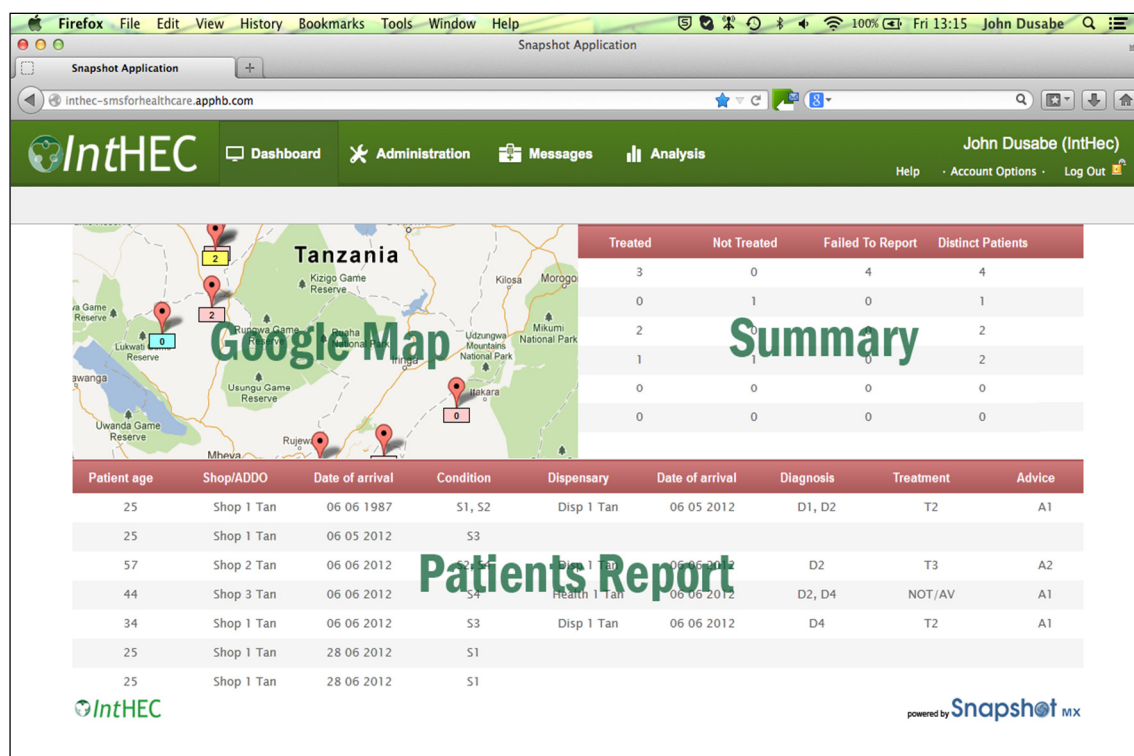 Firefox File Edit View History Bookmarks Tools Window Help 100% Fri 13:15 John Dusabe
Snapshot Application
Snapshot Application +
inthec-smsforhealthcare.apphb.com 8
IntHEC Dashboard Administration Messages Analysis John Dusabe (IntHec)
Help · Account Options · Log Out
Treated Not Treated Failed To Report Distinct Patients
3 0 4 4
0 1 0 1
2 0 2
1 1 0 2
0 0 0 0
0 0 0 0
2
Tanzania
Kizigo Game
Reserve
Kilosa Morogo
2
Game
Reserve
0
Lukwati
Reserve
Rungwa Game
Reserve
Ruaha
National Park
Udzungwa
Mountains
National Park
Mikumi
National Park
Iringa
Google Map
Summary
awanga
Usungu Game
Reserve
Ifakara
0
Uwanda Game
Reserve
Rujew
Mbeya
Patient age Shop/ADDO Date of arrival Condition Dispensary Date of arrival Diagnosis Treatment Advice
25 Shop 1 Tan 06 06 1987 S1, S2 Disp 1 Tan 06 05 2012 D1, D2 T2 A1
25 Shop 1 Tan 06 05 2012 S3
57 Shop 2 Tan 06 06 2012 Disp 1 Tan 06 06 2012 D2 T3 A2
Patients Report
44 Shop 3 Tan 06 06 2012 S4 Health 1 Tan 06 06 2012 D2, D4 NOT/AV A1
34 Shop 1 Tan 06 06 2012 S3 Disp 1 Tan 06 06 2012 D4 T2 A1
25 Shop 1 Tan 28 06 2012 S1
25 Shop 1 Tan 28 06 2012 S1
IntHEC powered by Snapshot MX